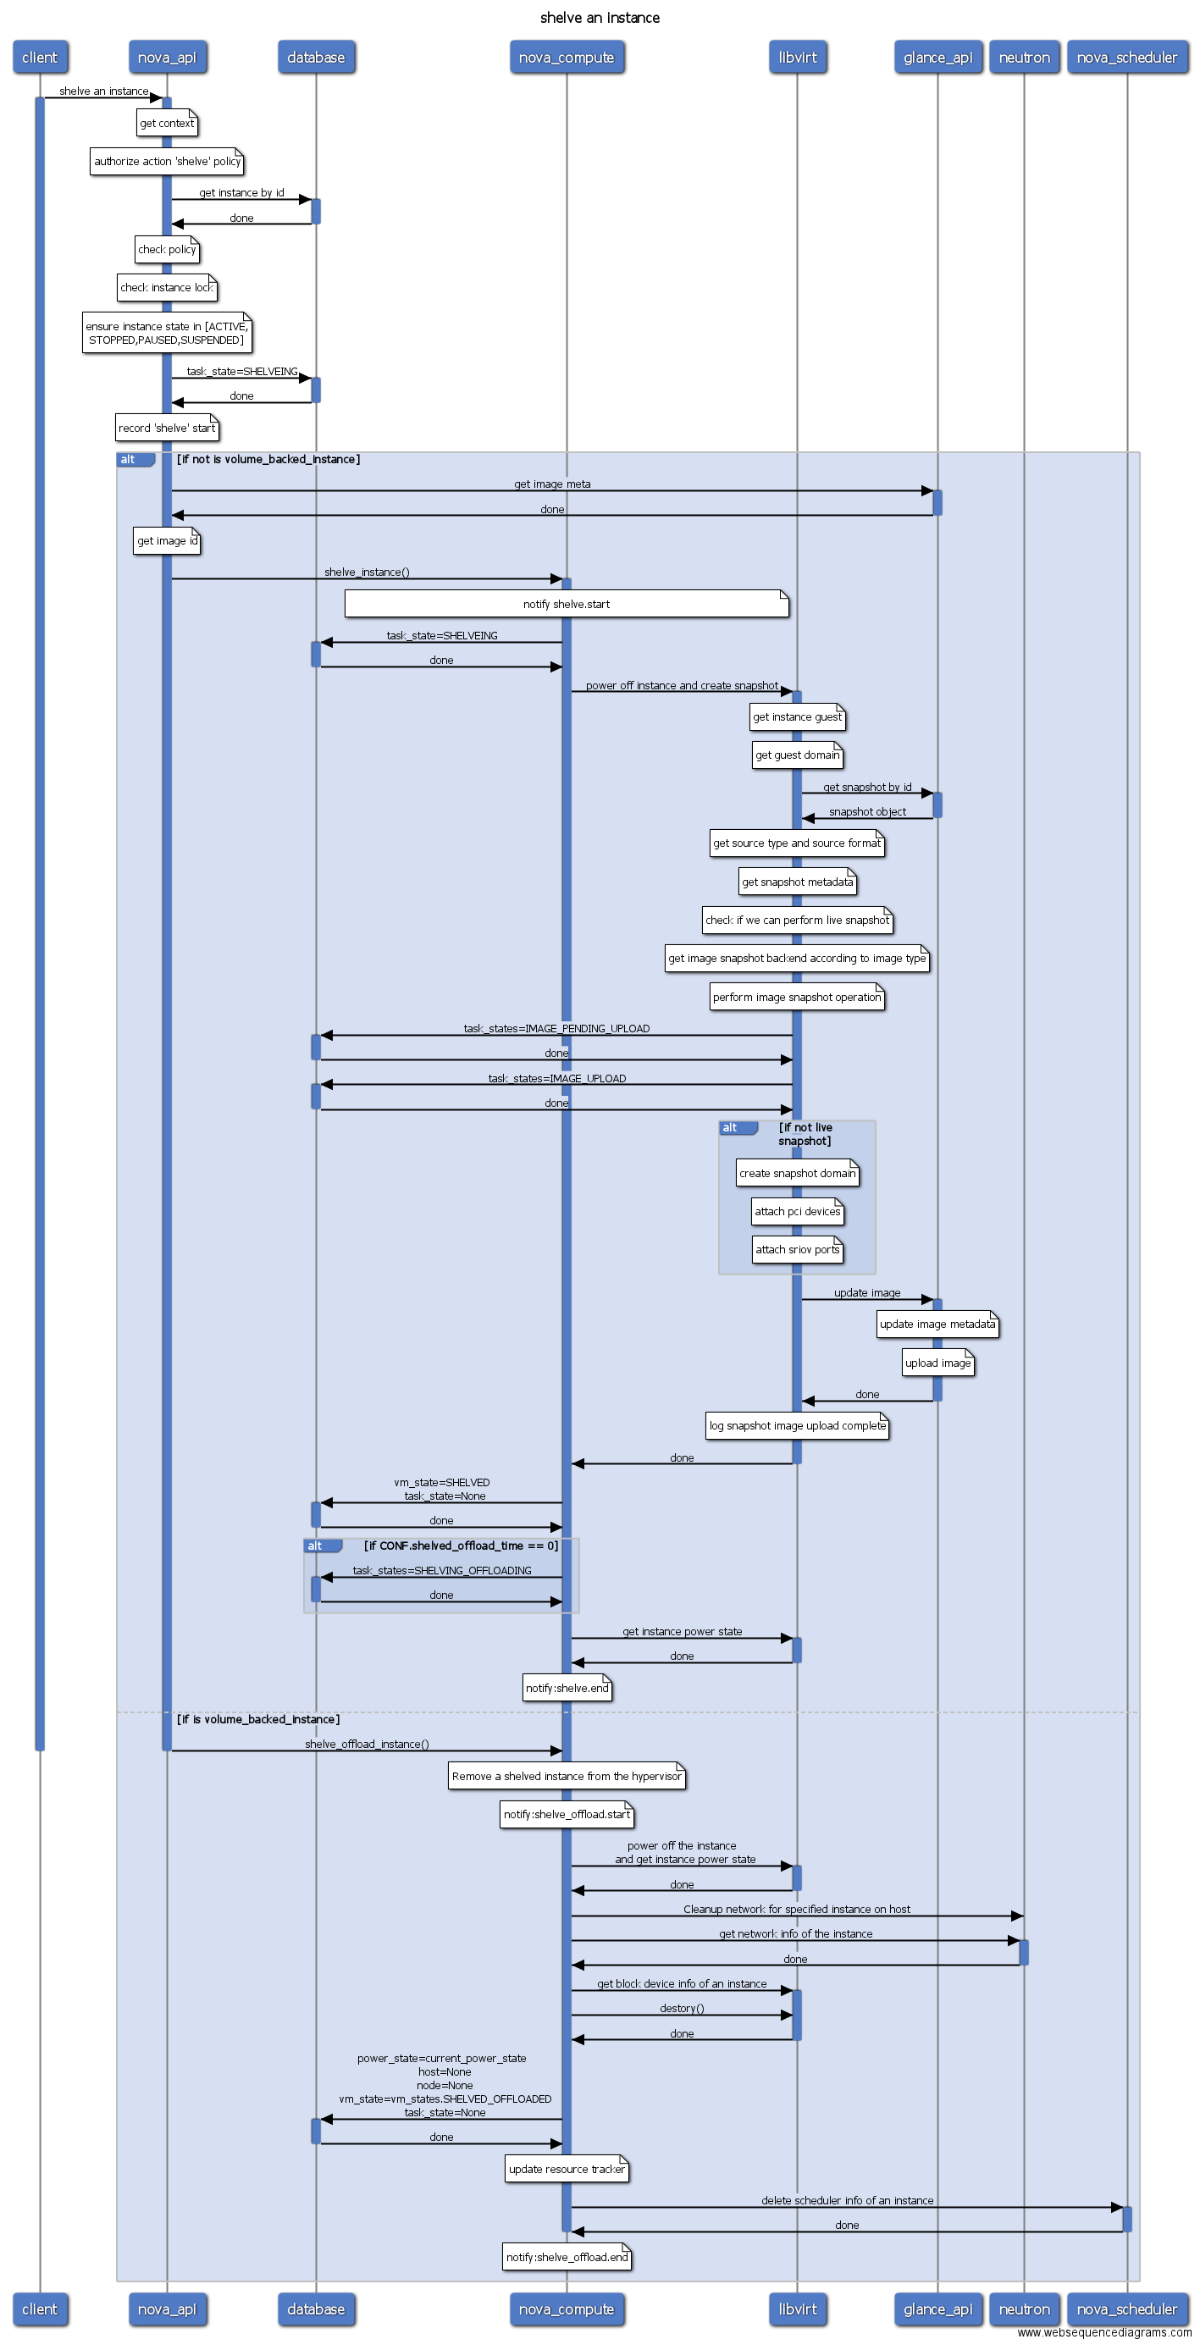 shelve an instance
client
nova_api
database
nova_compute
libvirt
glance_api
neutron
nova_scheduler
shelve an instance
get context
authorize action 'shelve' policy
get instance by id
done
check policy
check instance lock
ensure instance state in [ACTIVE,
STOPPED,PAUSED,SUSPENDED]
task_state=SHELVEING
done
record 'shelve' start
alt
[if not is volume_backed_instance]
get image meta
done
get image id
shelve_instance()
notify shelve.start
task_state=SHELVEING
done
power off instance and create snapshot
get instance guest
get guest domain
get snapshot by id
snapshot object
get source type and source format
get snapshot metadata
check if we can perform live snapshot
get image snapshot backend according to image type
perform image snapshot operation
task_states=IMAGE_PENDING_UPLOAD
done
task_states=IMAGE_UPLOAD
done
alt
[if not live
snapshot]
create snapshot domain
attach pci devices
attach sriov ports
update image
update image metadata
upload image
done
log snapshot image upload complete
done
vm_state=SHELVED
task_state=None
done
alt
[if CONF.shelved_offload_time == 0]
task_states=SHELVING_OFFLOADING
done
get instance power state
done
notify:shelve.end
[if is volume_backed_instance]
shelve_offload_instance()
Remove a shelved instance from the hypervisor
notify:shelve_offload.start
power off the instance
and get instance power state
done
Cleanup network for specified instance on host
get network info of the instance
done
get block device info of an instance
destory()
done
power_state=current_power_state
host=None
node=None
vm_state=vm_states.SHELVED_OFFLOADED
task_state=None
done
update resource tracker
delete scheduler info of an instance
done
notify:shelve_offload.end
client
nova_api
database
nova_compute
libvirt
glance_api
neutron
nova_scheduler
www.websequencediagrams.com